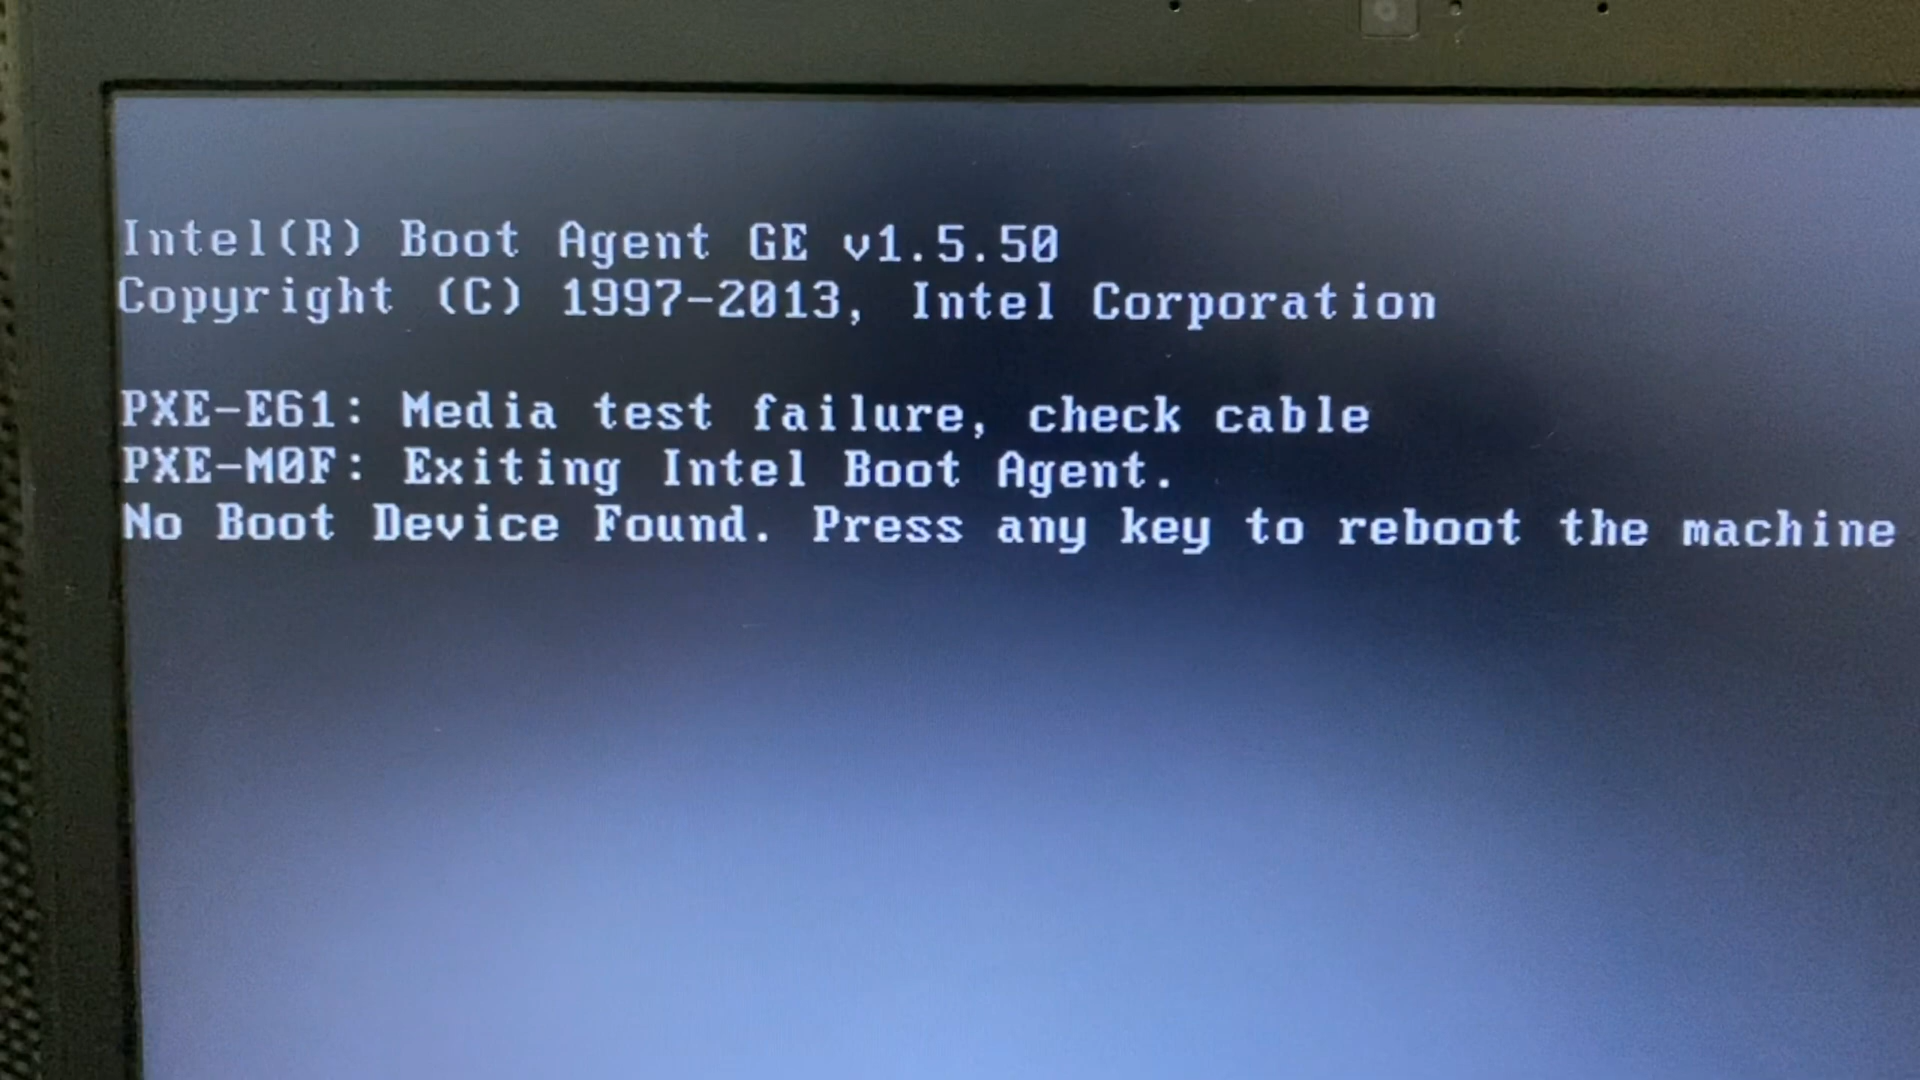 Intel(R) Boot Agent GE v1.5.50
Copyright (C) 1997-2013, Intel Corporation
PXE-E61: Media test failure, check cable
PXE-M0F: Exiting Intel Boot Agent.
No Boot Device Found. Press any key to reboot the machine